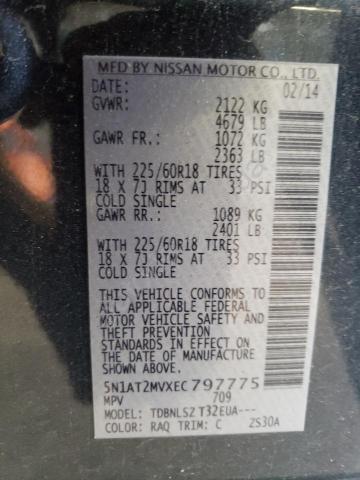 MFD BY NISSAN MOTOR CO., LTD.
DATE: 02/14
GVWR: 2122 KG
4679 LB
GAWR FR.: 1072 KG
2363 LB
WITH 225/60R18 TIRES
18 X 7J RIMS AT 33 PSI
COLD SINGLE
GAWR RR.: 1089 KG
2401 LB
WITH 225/60R18 TIRES
18 X 7J RIMS AT 33 PSI
COLD SINGLE
THIS VEHICLE CONFORMS TO
ALL APPLICABLE FEDERAL
MOTOR VEHICLE SAFETY AND
AND THEFT PREVENTION
STANDARDS IN EFFECT ON
THE DATE OF MANUFACTURE
SHOWN ABOVE.
5N1AT2MVXEC797775
MPV 709
MODEL: TDBNLS2 T32EUA---
COLOR: RAQ TRIM: C ZS30A